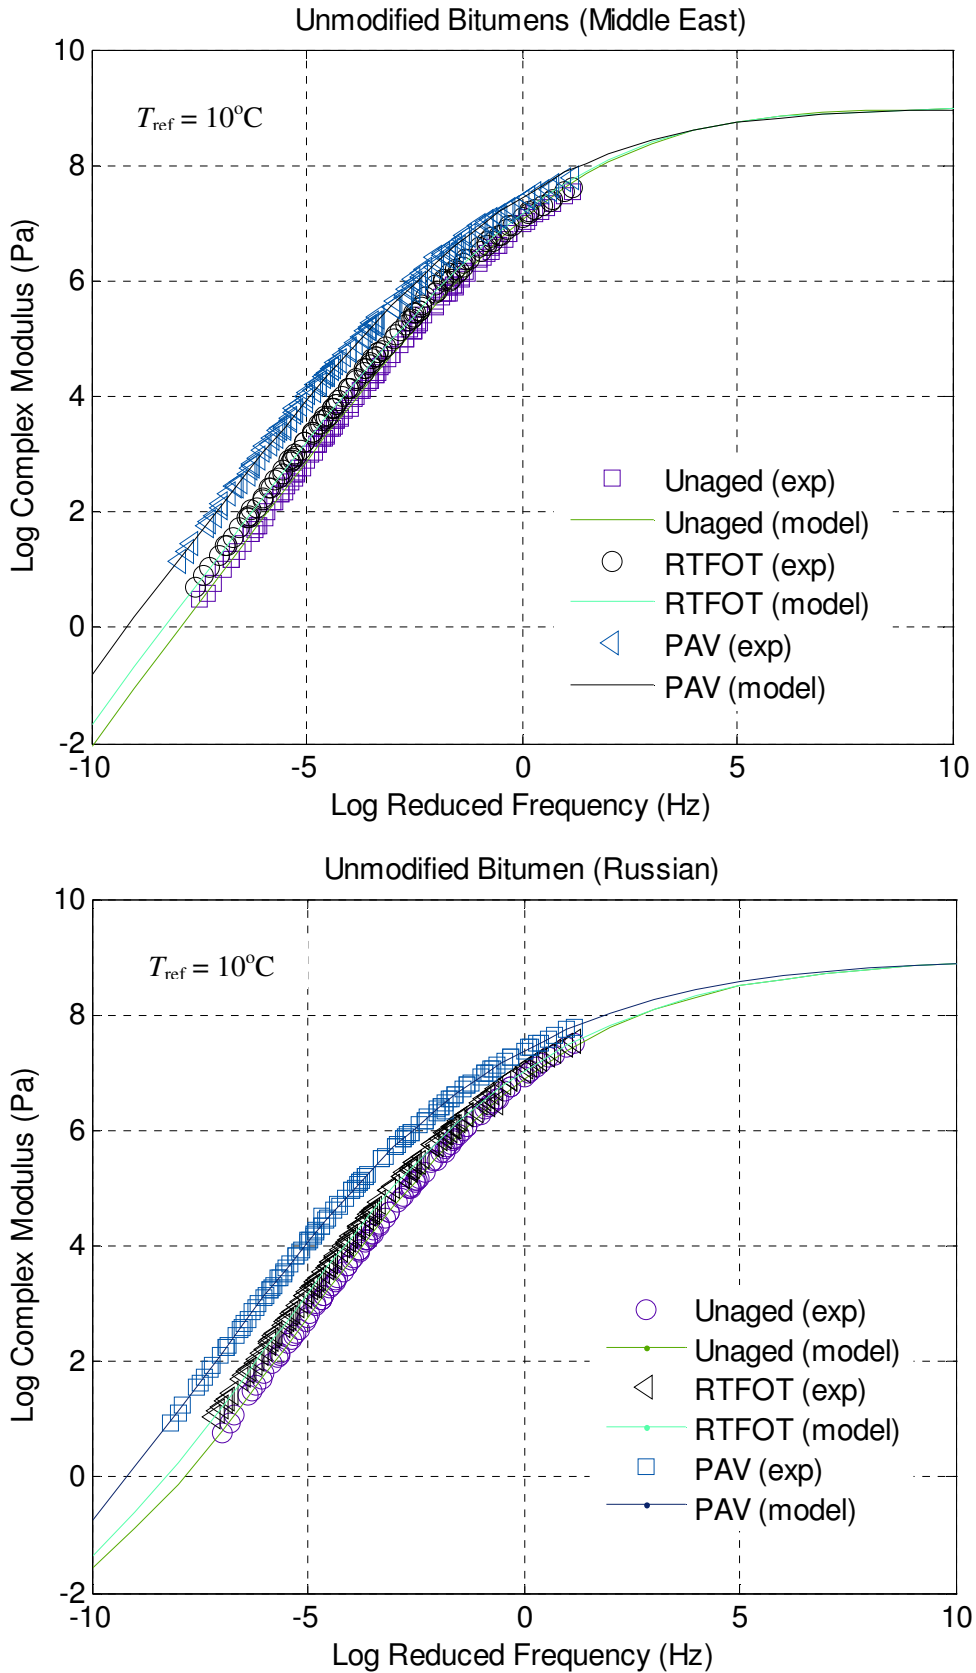 Unmodified Bitumens (Middle East)
10
T_ref = 10°C
8
6
4
2
0
-2
Log Complex Modulus (Pa)
Unaged (exp)
Unaged (model)
RTFOT (exp)
RTFOT (model)
PAV (exp)
PAV (model)
-10 -5 0 5 10
Log Reduced Frequency (Hz)
Unmodified Bitumen (Russian)
10
T_ref = 10°C
8
6
4
2
0
-2
Log Complex Modulus (Pa)
Unaged (exp)
Unaged (model)
RTFOT (exp)
RTFOT (model)
PAV (exp)
PAV (model)
-10 -5 0 5 10
Log Reduced Frequency (Hz)